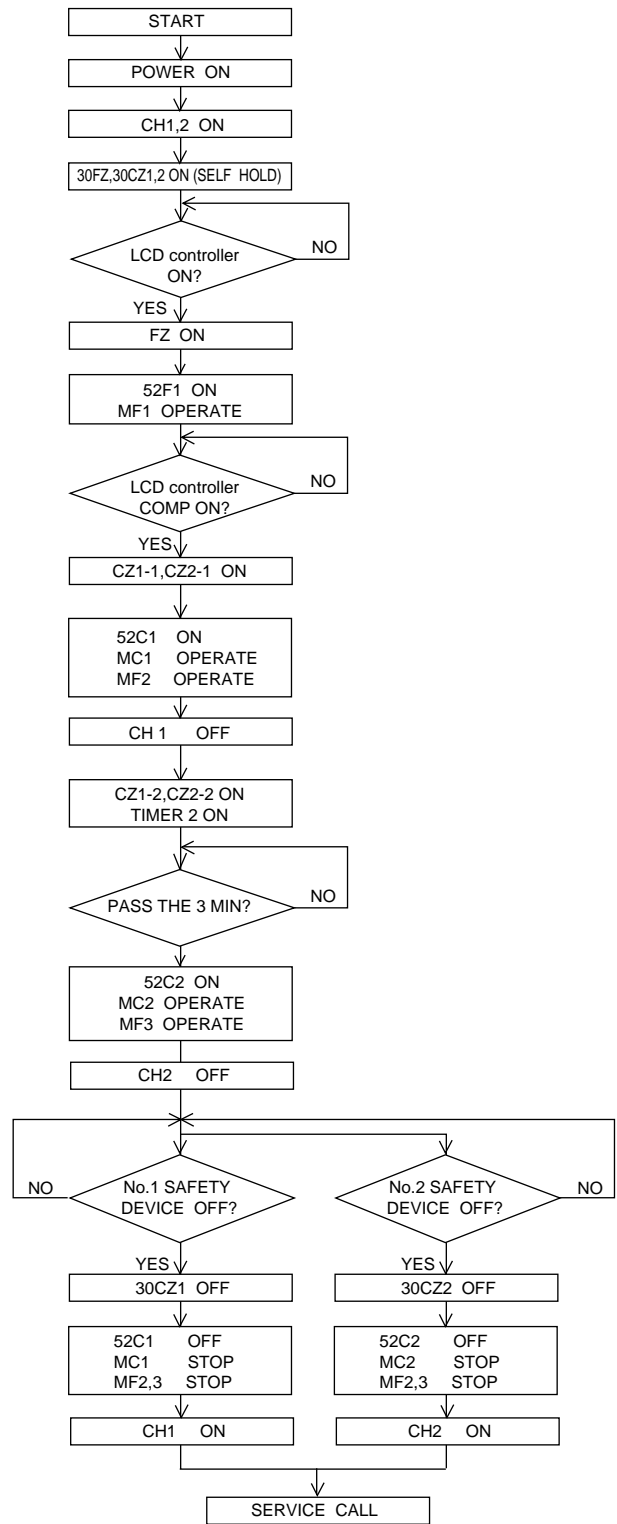 START
POWER ON
CH1,2 ON
30FZ,30CZ1,2 ON (SELF HOLD)
LCD controller
ON?
NO
YES
FZ ON
52F1 ON
MF1 OPERATE
LCD controller
COMP ON?
NO
YES
CZ1-1,CZ2-1 ON
52C1 ON
MC1 OPERATE
MF2 OPERATE
CH 1 OFF
CZ1-2,CZ2-2 ON
TIMER 2 ON
PASS THE 3 MIN?
NO
52C2 ON
MC2 OPERATE
MF3 OPERATE
CH2 OFF
NO
No.1 SAFETY
DEVICE OFF?
No.2 SAFETY
DEVICE OFF?
NO
YES
YES
30CZ1 OFF
30CZ2 OFF
52C1 OFF
MC1 STOP
MF2,3 STOP
52C2 OFF
MC2 STOP
MF2,3 STOP
CH1 ON
CH2 ON
SERVICE CALL